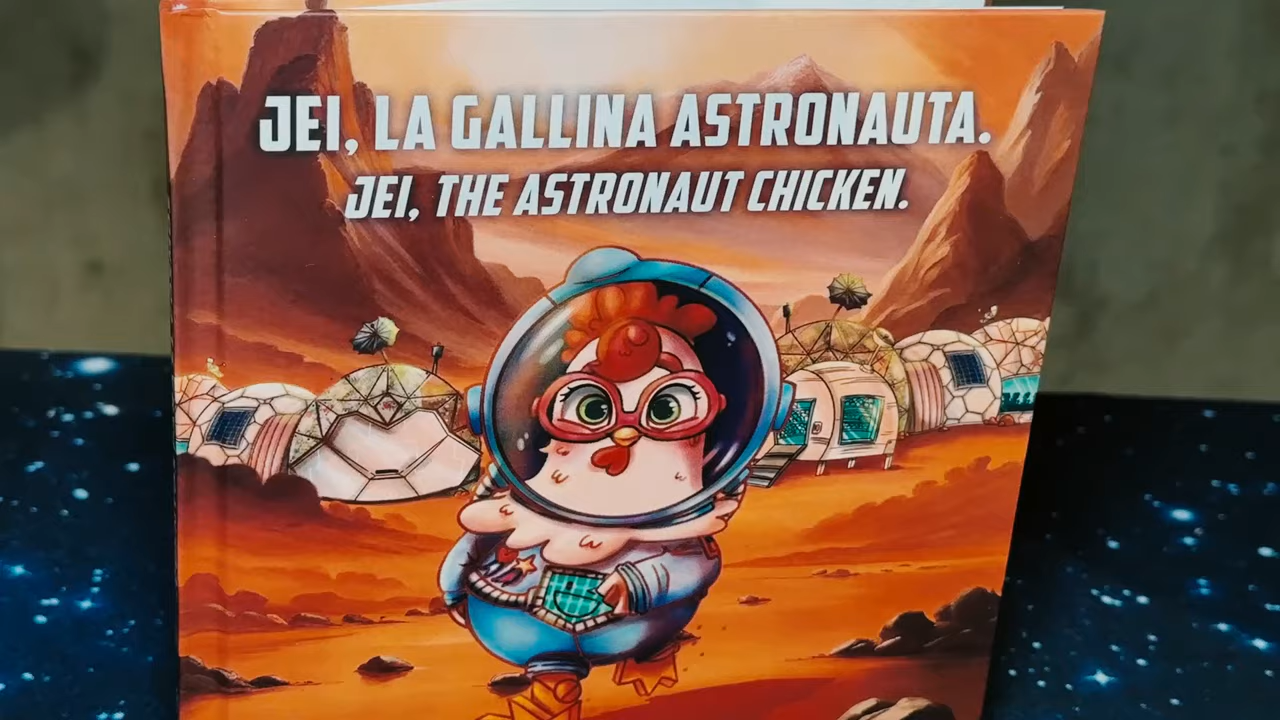 JEI, LA GALLINA ASTRONAUTA.
JEI, THE ASTRONAUT CHICKEN.